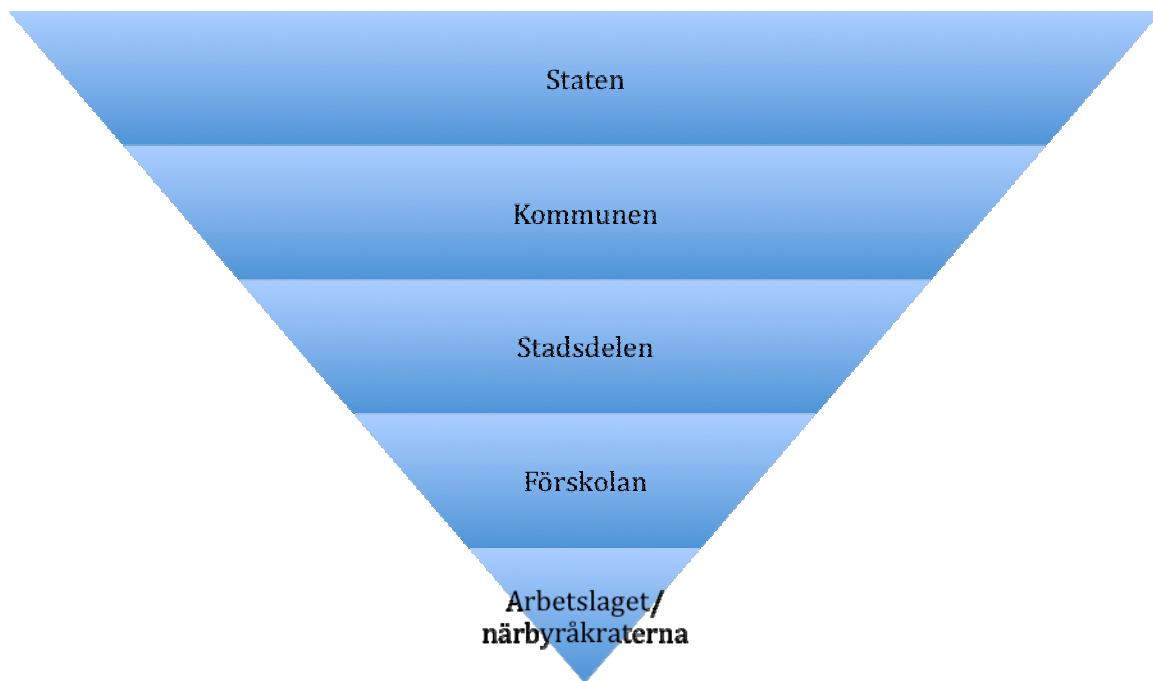 Staten
Kommunen
Stadsdelen
Förskolan
Arbetslaget/
närbyråkraterna